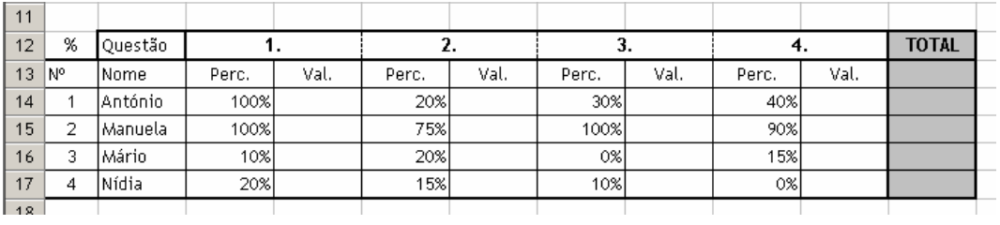 11
12 % Questão 1. 2. 3. 4. TOTAL
13 Nº Nome Perc. Val. Perc. Val. Perc. Val. Perc. Val.
14 1 António 100% 20% 30% 40%
15 2 Manuela 100% 75% 100% 90%
16 3 Mário 10% 20% 0% 15%
17 4 Nídia 20% 15% 10% 0%
18